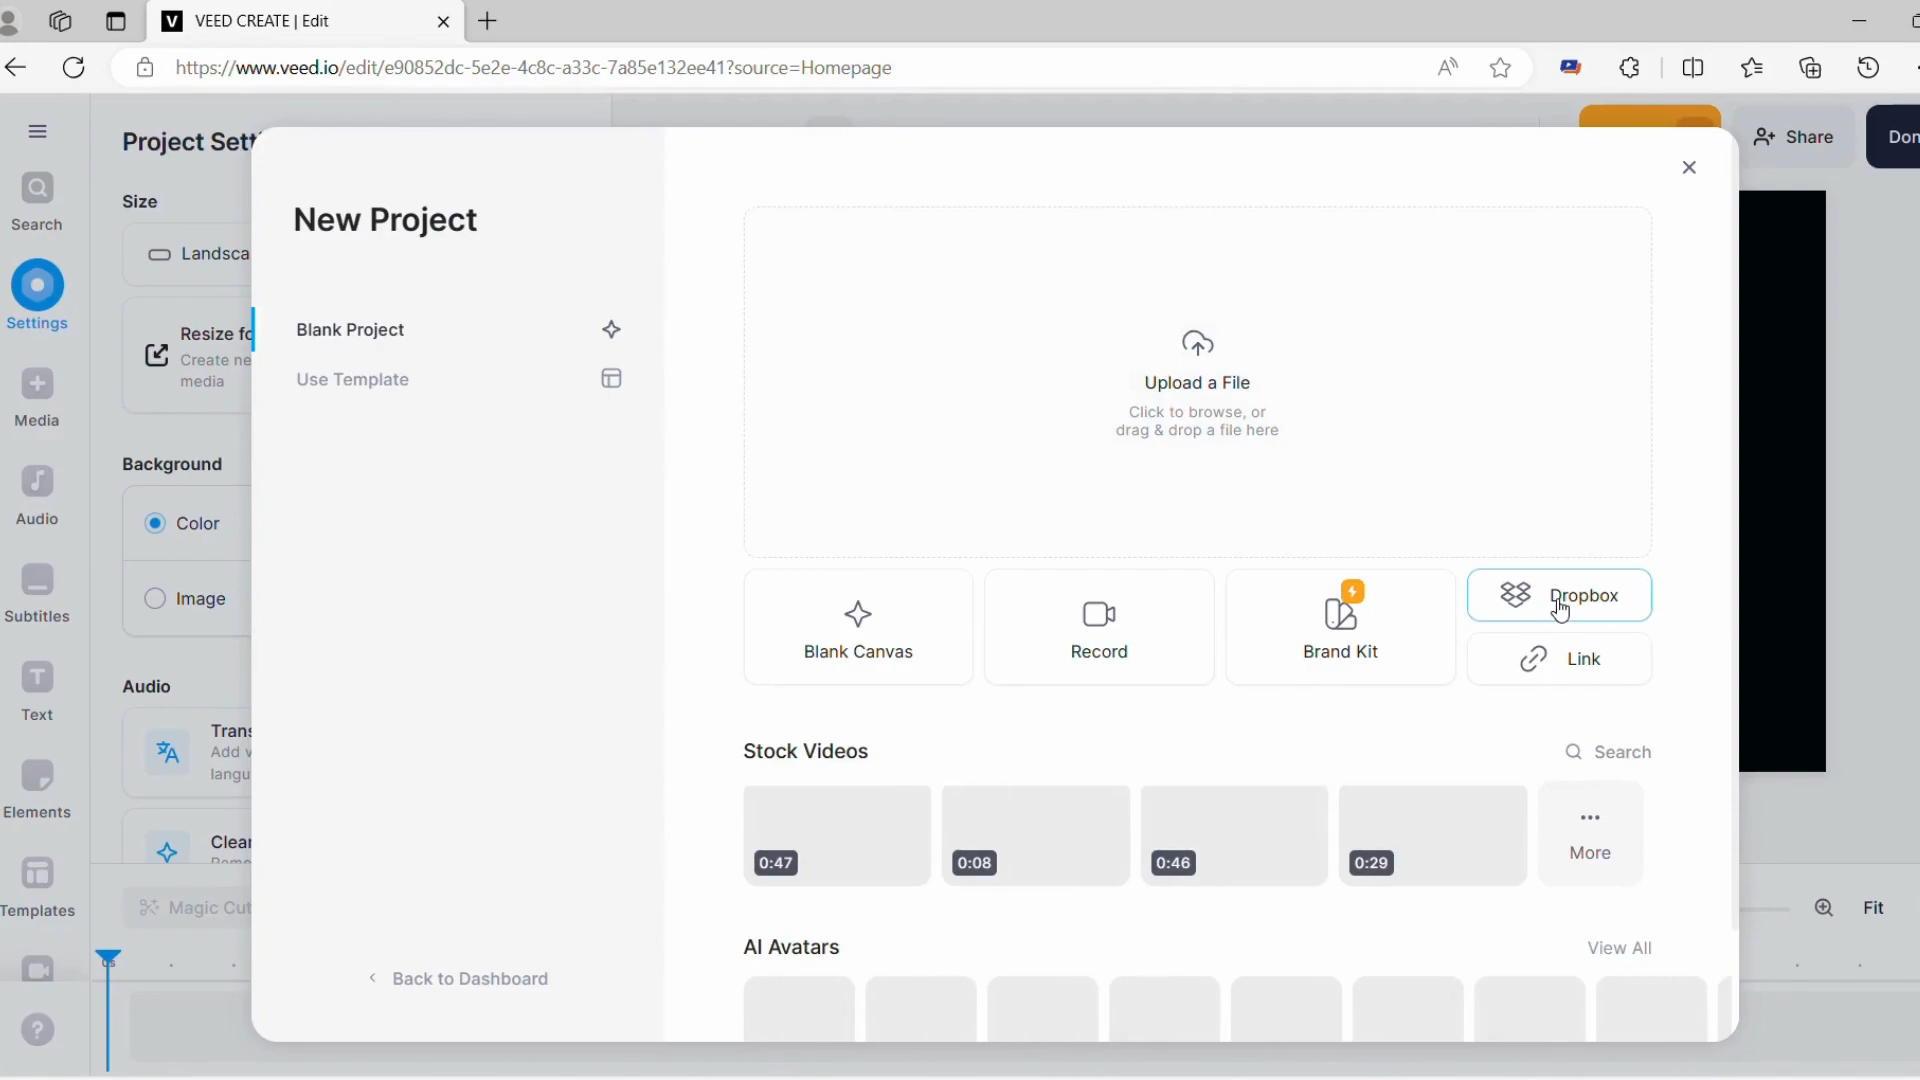 VEED CREATE | Edit
https://www.veed.io/edit/e90852dc-5e2e-4c8c-a33c-7a85e132ee41?source=Homepage
Project Sett
Share
Don
Search
Settings
Media
Audio
Subtitles
Text
Elements
Templates
Size
Landsca
Resize fo
Create ne
media
Background
Color
Image
Audio
Trans
Add v
langu
Clear
Magic Cut
Fit
New Project
Blank Project
Use Template
Back to Dashboard
Upload a File
Click to browse, or
drag & drop a file here
Blank Canvas
Record
Brand Kit
Dropbox
Link
Stock Videos
Search
0:47
0:08
0:46
0:29
More
AI Avatars
View All